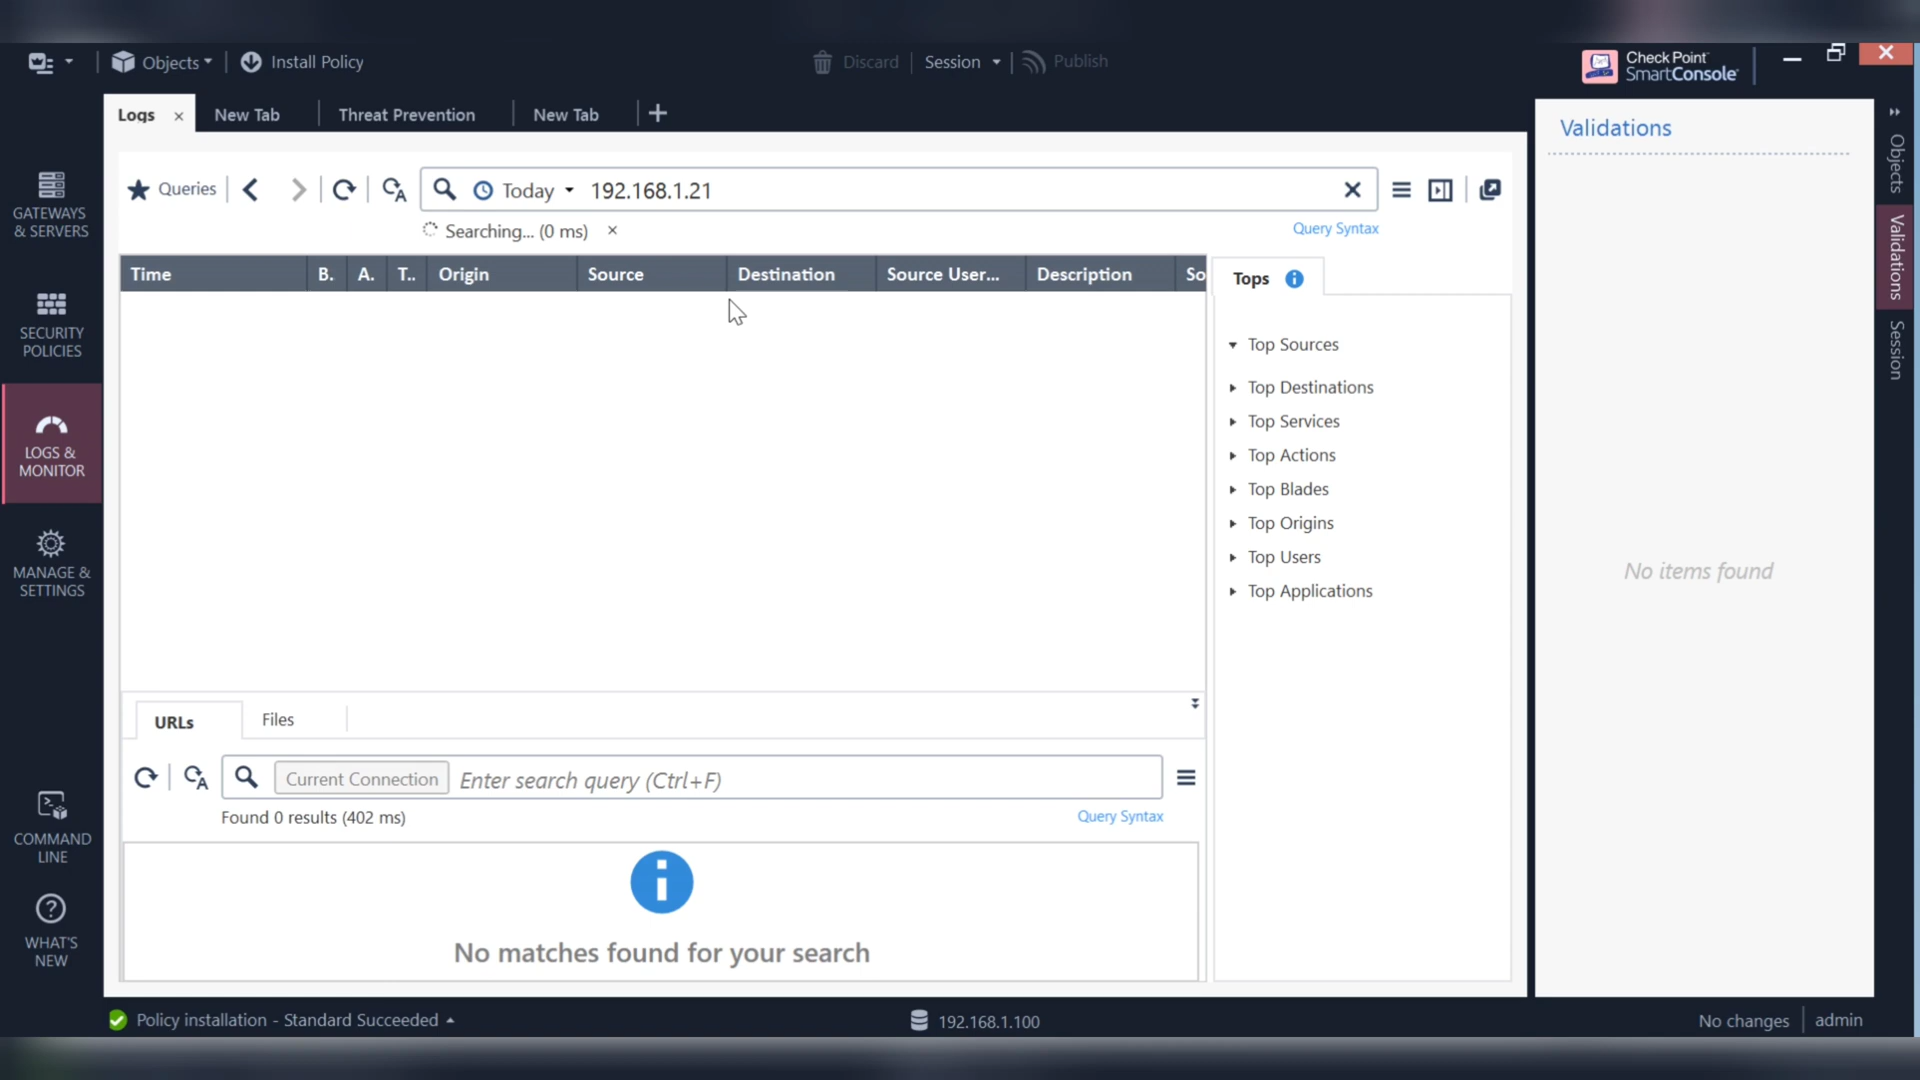 Objects
Install Policy
Discard
Session
Publish
Check Point
SmartConsole
Logs
New Tab
Threat Prevention
New Tab
Validations
Objects
Validations
Session
Queries
Today
192.168.1.21
Searching... (0 ms)
Query Syntax
GATEWAYS
& SERVERS
SECURITY
POLICIES
LOGS &
MONITOR
MANAGE &
SETTINGS
COMMAND
LINE
WHAT'S
NEW
Time
B.
A.
T..
Origin
Source
Destination
Source User...
Description
So
Tops
Top Sources
Top Destinations
Top Services
Top Actions
Top Blades
Top Origins
Top Users
Top Applications
No items found
URLs
Files
Current Connection
Enter search query (Ctrl+F)
Found 0 results (402 ms)
Query Syntax
No matches found for your search
Policy installation - Standard Succeeded
192.168.1.100
No changes
admin